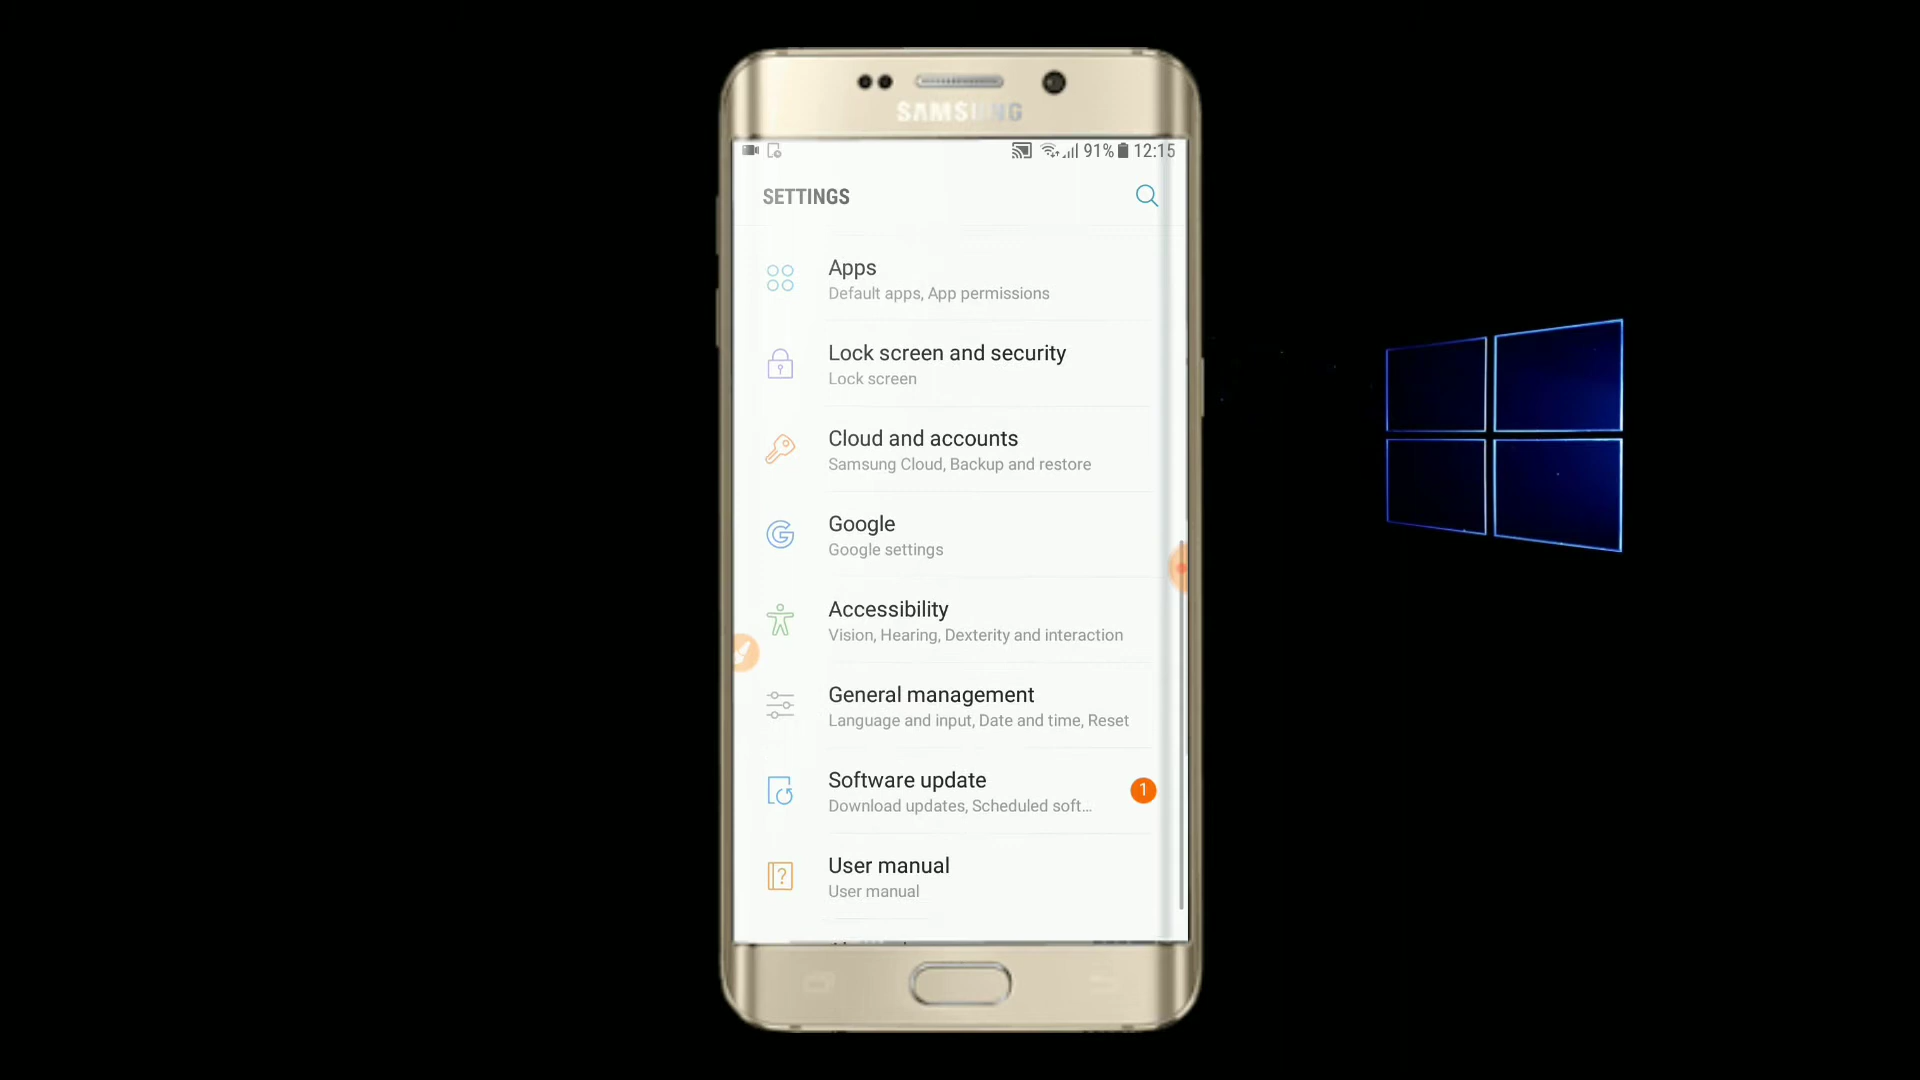 SAMSUNG
91% 12:15
SETTINGS
Apps
Default apps, App permissions
Lock screen and security
Lock screen
Cloud and accounts
Samsung Cloud, Backup and restore
Google
Google settings
Accessibility
Vision, Hearing, Dexterity and interaction
General management
Language and input, Date and time, Reset
Software update
1
Download updates, Scheduled soft...
User manual
User manual